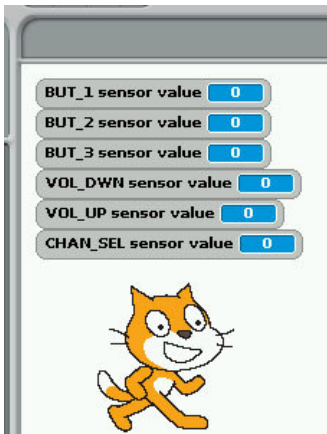 BUT_1 sensor value 0
BUT_2 sensor value 0
BUT_3 sensor value 0
VOL_DWN sensor value 0
VOL_UP sensor value 0
CHAN_SEL sensor value 0